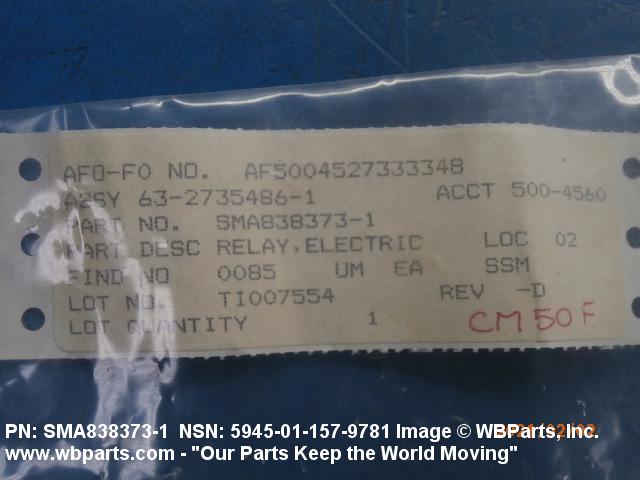 AFO-FO NO. AF5004527333348
ASSY 63-2735486-1 ACCT 500-4560
PART NO. SMA838373-1
PART DESC RELAY,ELECTRIC LOC 02
FIND NO 0085 UM EA SSM
LOT NO. TI007554 REV -D
LOT QUANTITY 1 CM50F
PN: SMA838373-1 NSN: 5945-01-157-9781 Image © WBParts, Inc.
www.wbparts.com - "Our Parts Keep the World Moving"